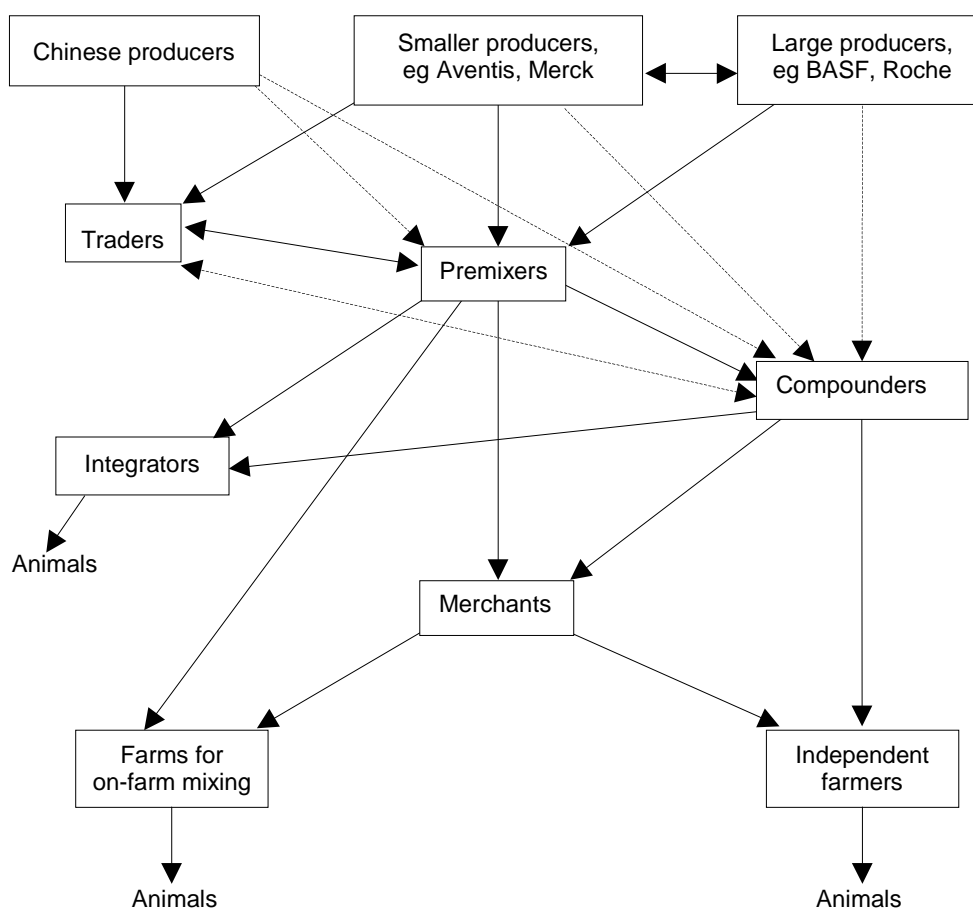 Chinese producers
Smaller producers,
eg Aventis, Merck
Large producers,
eg BASF, Roche
Traders
Premixers
Compounders
Integrators
Animals
Merchants
Farms for
on-farm mixing
Independent
farmers
Animals
Animals